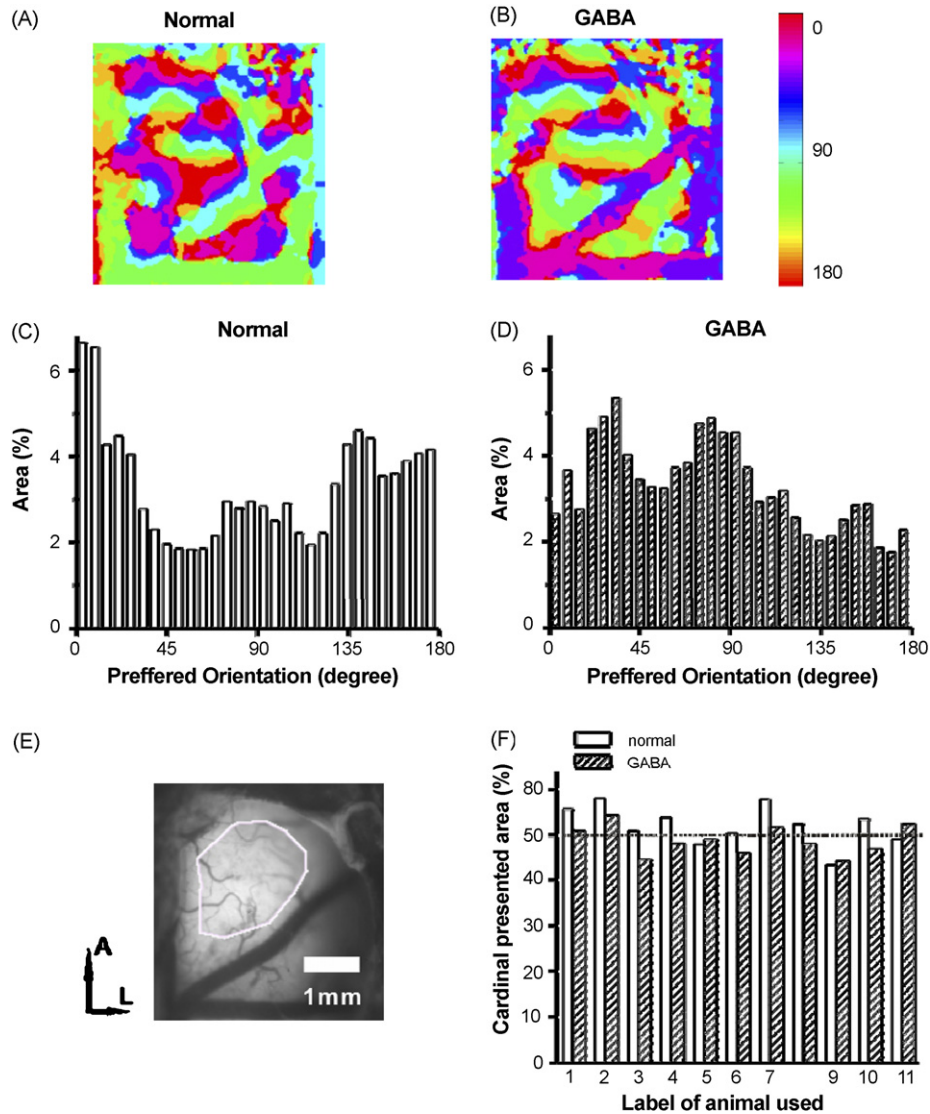 (A)
Normal
(B)
GABA
0
90
180
(C)
Normal
6
4
2
0
Area (%)
0 45 90 135 180
Preffered Orientation (degree)
(D)
GABA
6
4
2
0
Area (%)
0 45 90 135 180
Preffered Orientation (degree)
(E)
A
L
1mm
(F)
normal
GABA
80
50
40
30
20
10
0
Cardinal presented area (%)
1 2 3 4 5 6 7 9 10 11
Label of animal used